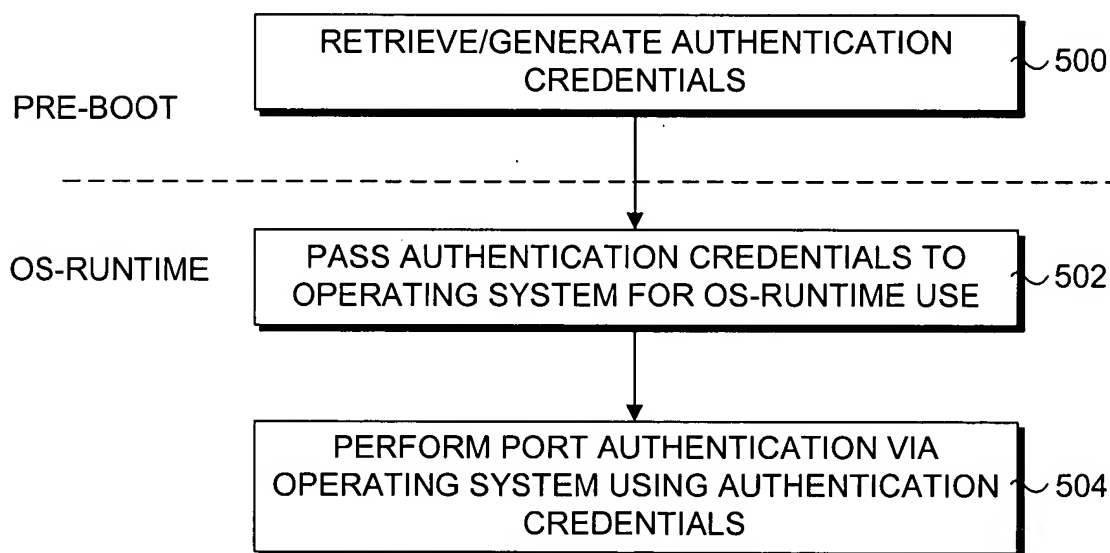 RETRIEVE/GENERATE AUTHENTICATION
CREDENTIALS
500
PRE-BOOT
OS-RUNTIME
PASS AUTHENTICATION CREDENTIALS TO
OPERATING SYSTEM FOR OS-RUNTIME USE
502
PERFORM PORT AUTHENTICATION VIA
OPERATING SYSTEM USING AUTHENTICATION
CREDENTIALS
504